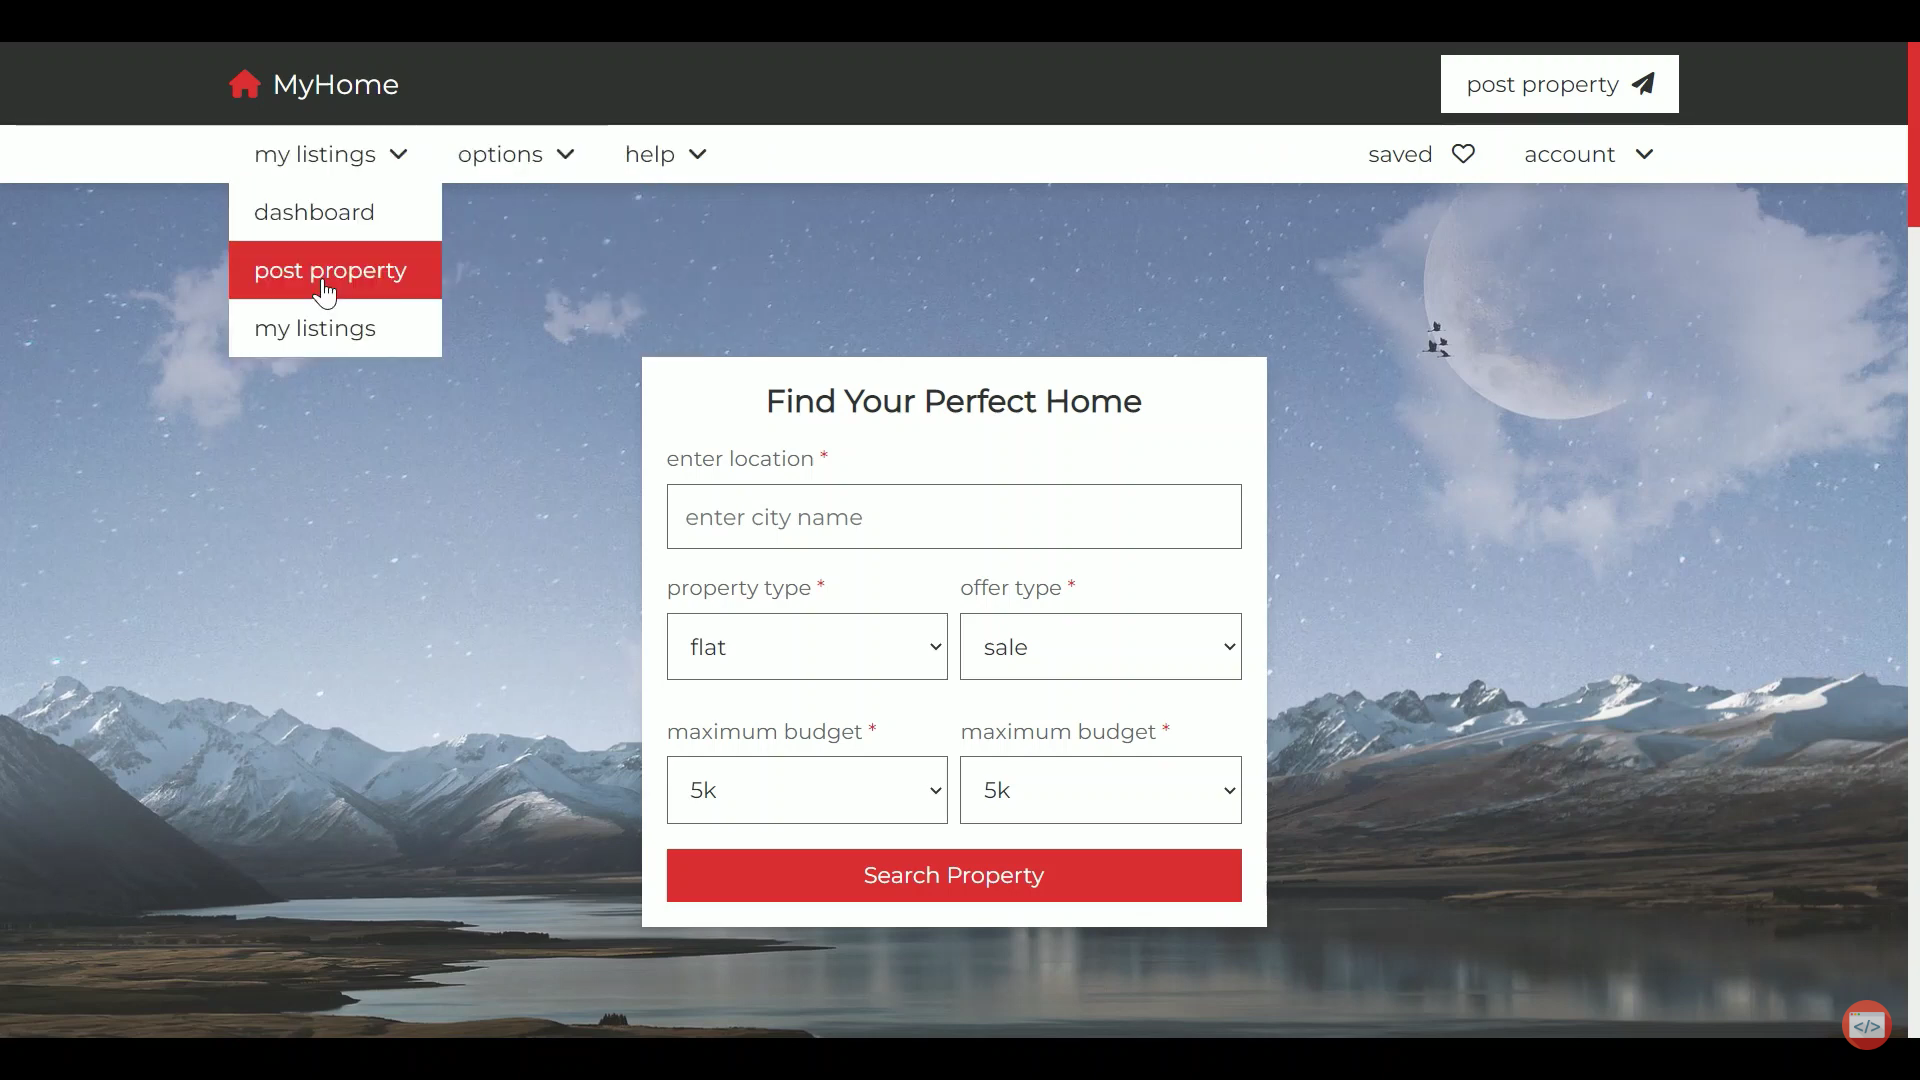 MyHome
post property
my listings
options
help
saved
account
dashboard
post property
my listings
Find Your Perfect Home
enter location *
enter city name
property type *
offer type *
flat
sale
maximum budget *
maximum budget *
5k
5k
Search Property
</>